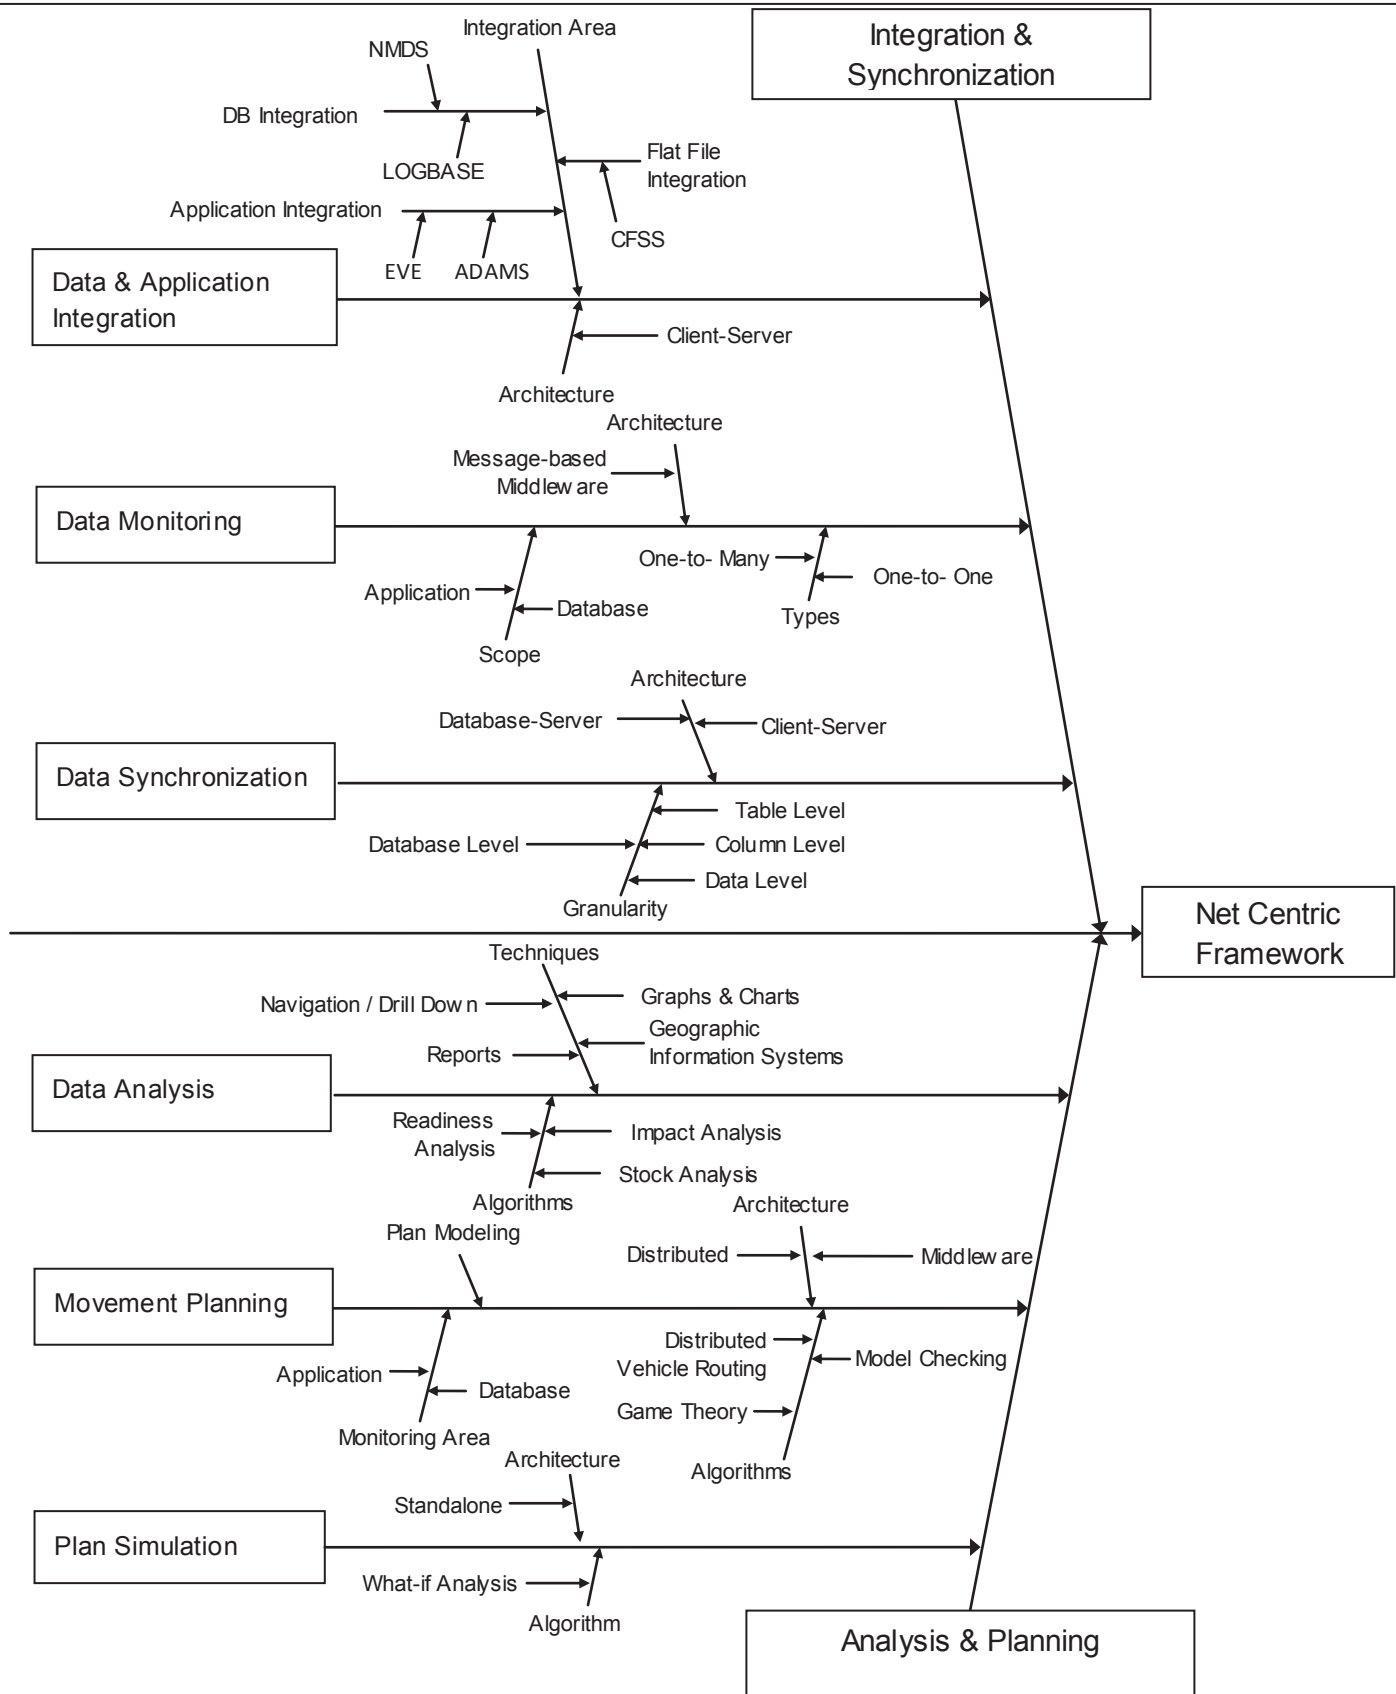 Integration Area
Integration &
Synchronization
NMDS
DB Integration
LOGBASE
Flat File
Integration
Application Integration
CFSS
EVE
ADAMS
Data & Application
Integration
Client-Server
Architecture
Architecture
Message-based
Middleware
Data Monitoring
One-to- Many
One-to- One
Application
Database
Types
Scope
Architecture
Database-Server
Client-Server
Data Synchronization
Table Level
Database Level
Column Level
Data Level
Granularity
Net Centric
Framework
Techniques
Navigation / Drill Down
Graphs & Charts
Geographic
Information Systems
Reports
Data Analysis
Readiness
Analysis
Impact Analysis
Stock Analysis
Algorithms
Architecture
Plan Modeling
Distributed
Middleware
Movement Planning
Distributed
Vehicle Routing
Model Checking
Application
Database
Game Theory
Monitoring Area
Algorithms
Architecture
Standalone
Plan Simulation
What-if Analysis
Algorithm
Analysis & Planning